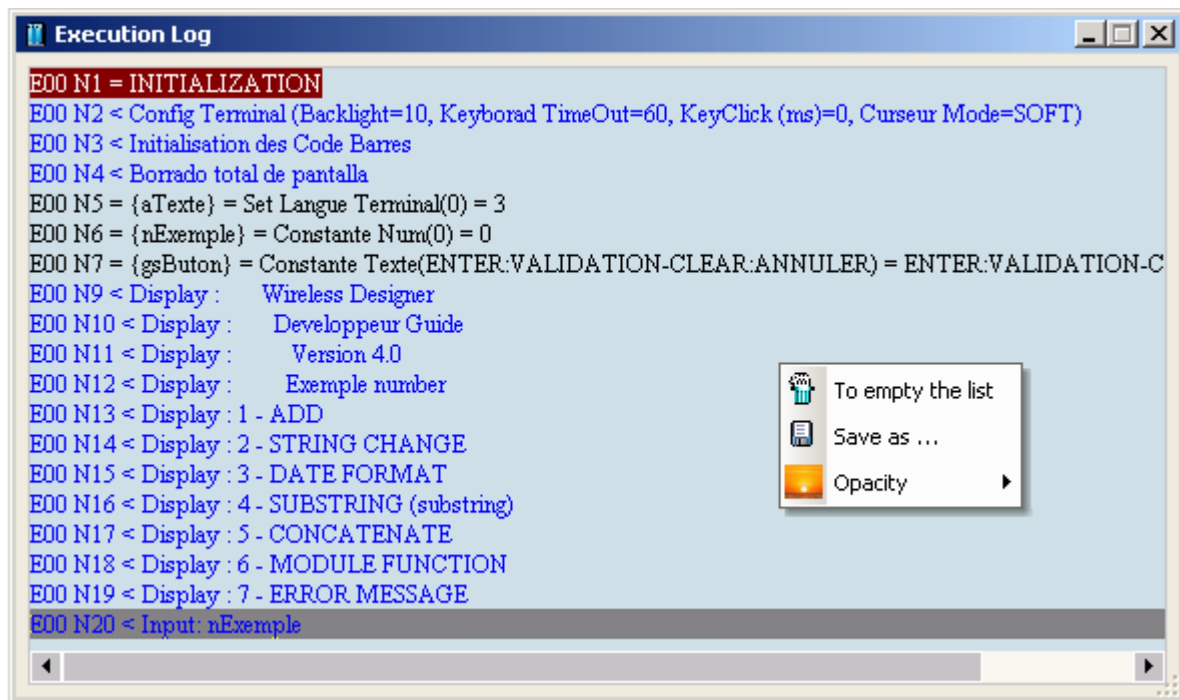 Execution Log
E00 N1 = INITIALIZATION
E00 N2 < Config Terminal (Backlight=10, Keyborad TimeOut=60, KeyClick (ms)=0, Curseur Mode=SOFT)
E00 N3 < Initialisation des Code Barres
E00 N4 < Borrado total de pantalla
E00 N5 = {aTexte} = Set Langue Terminal(0) = 3
E00 N6 = {nExemple} = Constante Num(0) = 0
E00 N7 = {gsButon} = Constante Texte(ENTER:VALIDATION-CLEAR:ANNULER) = ENTER:VALIDATION-C
E00 N9 < Display : Wireless Designer
E00 N10 < Display : Developpeur Guide
E00 N11 < Display : Version 4.0
E00 N12 < Display : Exemple number
E00 N13 < Display : 1 - ADD
E00 N14 < Display : 2 - STRING CHANGE
E00 N15 < Display : 3 - DATE FORMAT
E00 N16 < Display : 4 - SUBSTRING (substring)
E00 N17 < Display : 5 - CONCATENATE
E00 N18 < Display : 6 - MODULE FUNCTION
E00 N19 < Display : 7 - ERROR MESSAGE
E00 N20 < Input: nExemple
To empty the list
Save as ...
Opacity